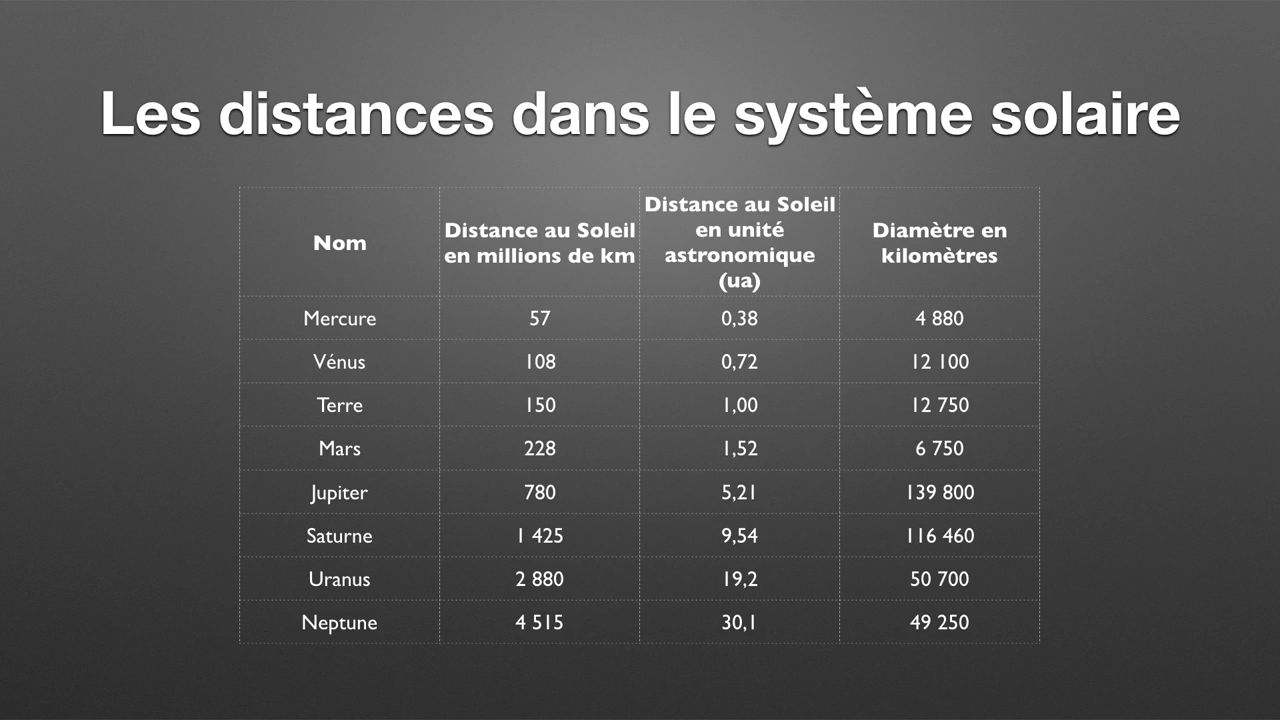 Les distances dans le système solaire
Nom
Distance au Soleil
en millions de km
Distance au Soleil
en unité
astronomique
(ua)
Diamètre en
kilomètres
Mercure 57 0,38 4 880
Vénus 108 0,72 12 100
Terre 150 1,00 12 750
Mars 228 1,52 6 750
Jupiter 780 5,21 139 800
Saturne 1 425 9,54 116 460
Uranus 2 880 19,2 50 700
Neptune 4 515 30,1 49 250